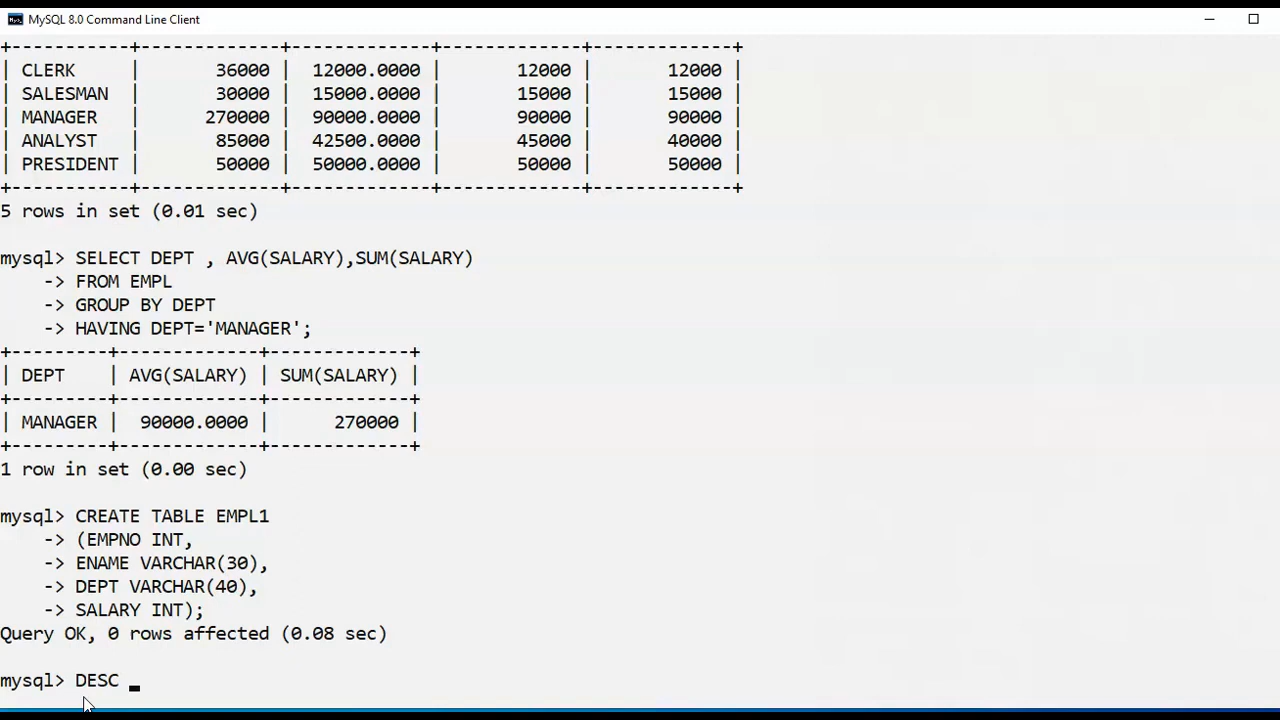 MySQL 8.0 Command Line Client
+----------+-------------+-------------+-------------+-------------+
| CLERK     |       36000 |  12000.0000 |       12000 |       12000 |
| SALESMAN  |       30000 |  15000.0000 |       15000 |       15000 |
| MANAGER   |      270000 |  90000.0000 |       90000 |       90000 |
| ANALYST   |       85000 |  42500.0000 |       45000 |       40000 |
| PRESIDENT |       50000 |  50000.0000 |       50000 |       50000 |
+-----------+-------------+-------------+-------------+-------------+
5 rows in set (0.01 sec)
mysql> SELECT DEPT , AVG(SALARY),SUM(SALARY)
    -> FROM EMPL
    -> GROUP BY DEPT
    -> HAVING DEPT='MANAGER';
+---------+-------------+-------------+
| DEPT    | AVG(SALARY) | SUM(SALARY) |
+---------+-------------+-------------+
| MANAGER |  90000.0000 |      270000 |
+---------+-------------+-------------+
1 row in set (0.00 sec)
mysql> CREATE TABLE EMPL1
    -> (EMPNO INT,
    -> ENAME VARCHAR(30),
    -> DEPT VARCHAR(40),
    -> SALARY INT);
Query OK, 0 rows affected (0.08 sec)
mysql> DESC